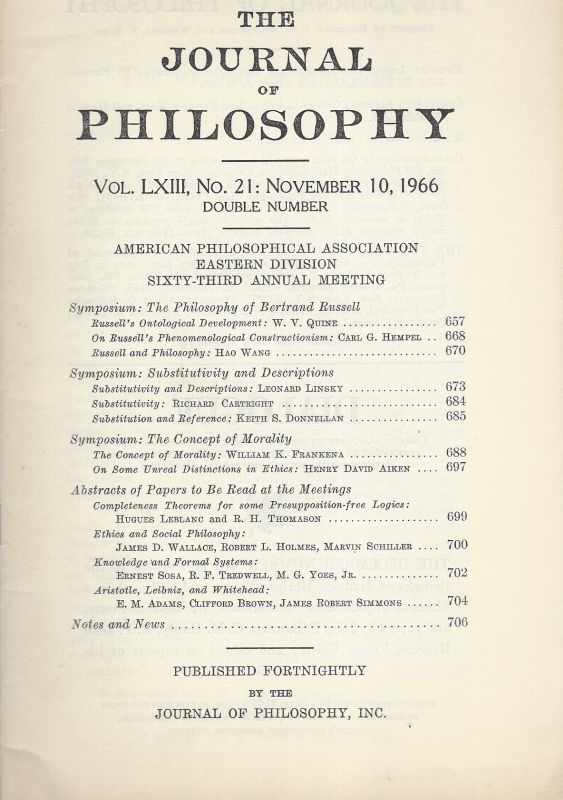 THE
JOURNAL
OF
PHILOSOPHY
VOL. LXIII, NO. 21: NOVEMBER 10, 1966
DOUBLE NUMBER
AMERICAN PHILOSOPHICAL ASSOCIATION
EASTERN DIVISION
SIXTY-THIRD ANNUAL MEETING
Symposium: The Philosophy of Bertrand Russell
Russell's Ontological Development: W. V. QUINE .................. 657
On Russell's Phenomenological Constructionism: CARL G. HEMPEL .. 668
Russell and Philosophy: HAO WANG ............................... 670
Symposium: Substitutivity and Descriptions
Substitutivity and Descriptions: LEONARD LINSKY ................. 673
Substitutivity: RICHARD CARTRIGHT ............................... 684
Substitution and Reference: KEITH S. DONNELLAN ................. 685
Symposium: The Concept of Morality
The Concept of Morality: WILLIAM K. FRANKENA ................. 688
On Some Unreal Distinctions in Ethics: HENRY DAVID AIKEN .... 697
Abstracts of Papers to Be Read at the Meetings
Completeness Theorems for some Presupposition-free Logics:
HUGUES LEBLANC and R. H. THOMASON ..................... 699
Ethics and Social Philosophy:
JAMES D. WALLACE, ROBERT L. HOLMES, MARVIN SCHILLER .... 700
Knowledge and Formal Systems:
ERNEST SOSA, R. F. TREDWELL, M. G. YOES, JR. ............... 702
Aristotle, Leibniz, and Whitehead:
E. M. ADAMS, CLIFFORD BROWN, JAMES ROBERT SIMMONS ...... 704
Notes and News .................................................. 706
PUBLISHED FORTNIGHTLY
BY THE
JOURNAL OF PHILOSOPHY, INC.